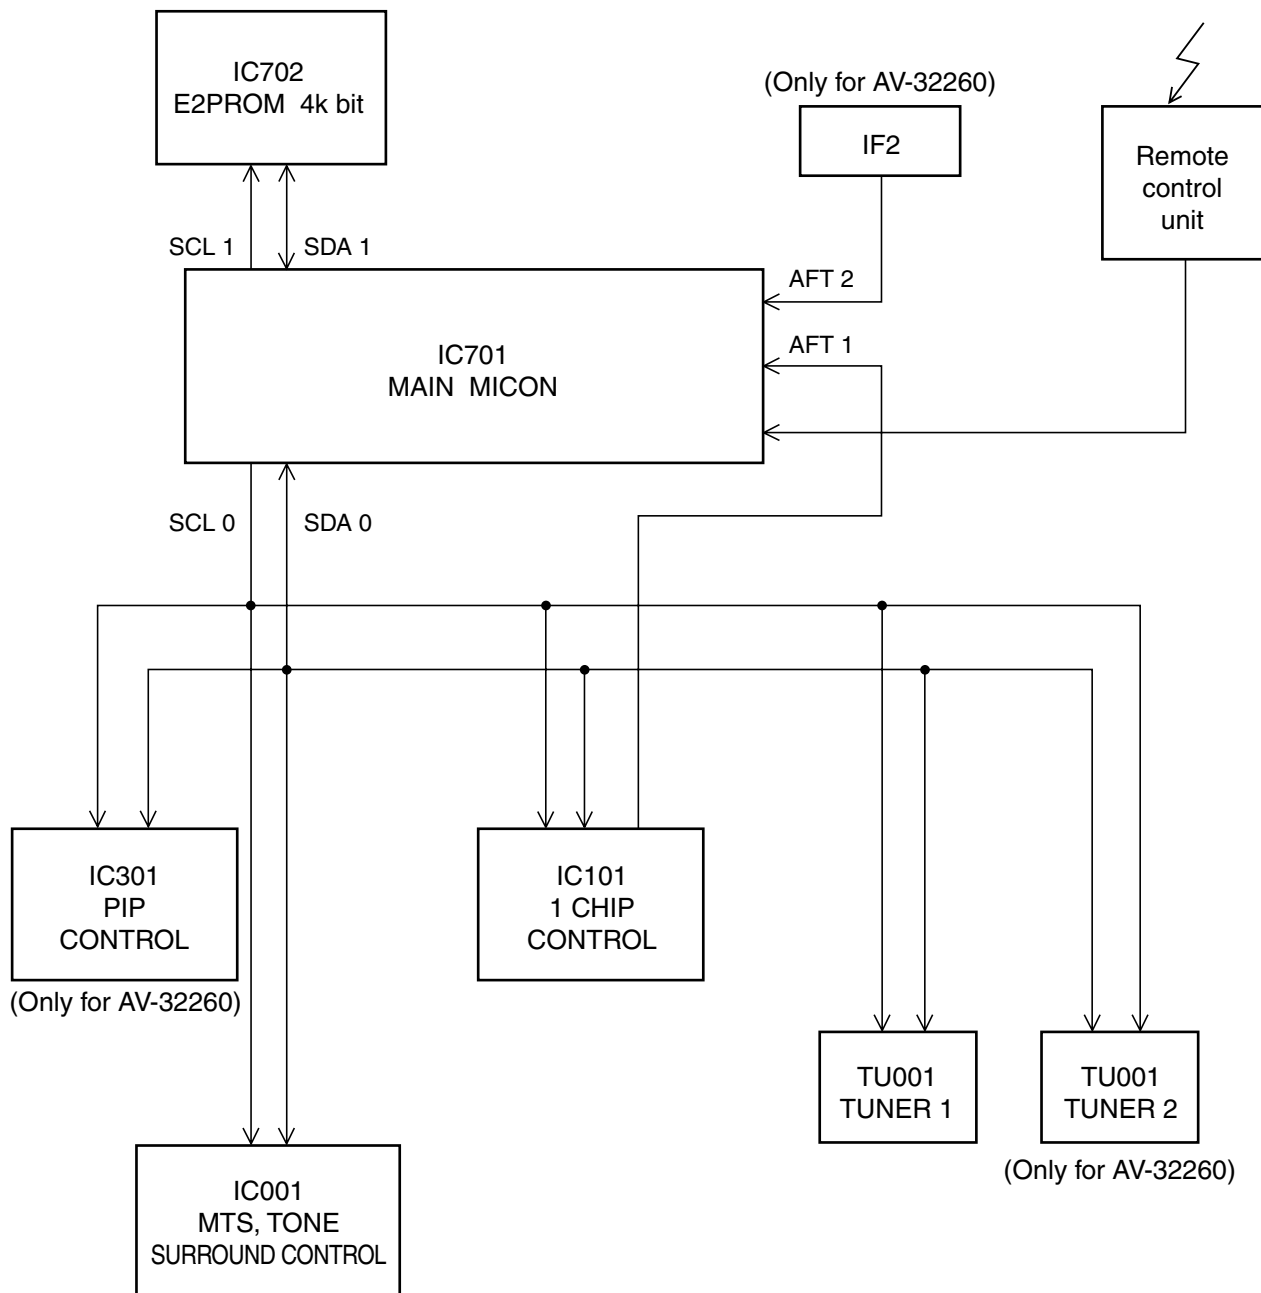 IC702
E2PROM 4k bit
(Only for AV-32260)
IF2
Remote
control
unit
SCL 1
SDA 1
AFT 2
IC701
MAIN MICON
AFT 1
SCL 0
SDA 0
IC301
PIP
CONTROL
(Only for AV-32260)
IC101
1 CHIP
CONTROL
TU001
TUNER 1
TU001
TUNER 2
(Only for AV-32260)
IC001
MTS, TONE
SURROUND CONTROL